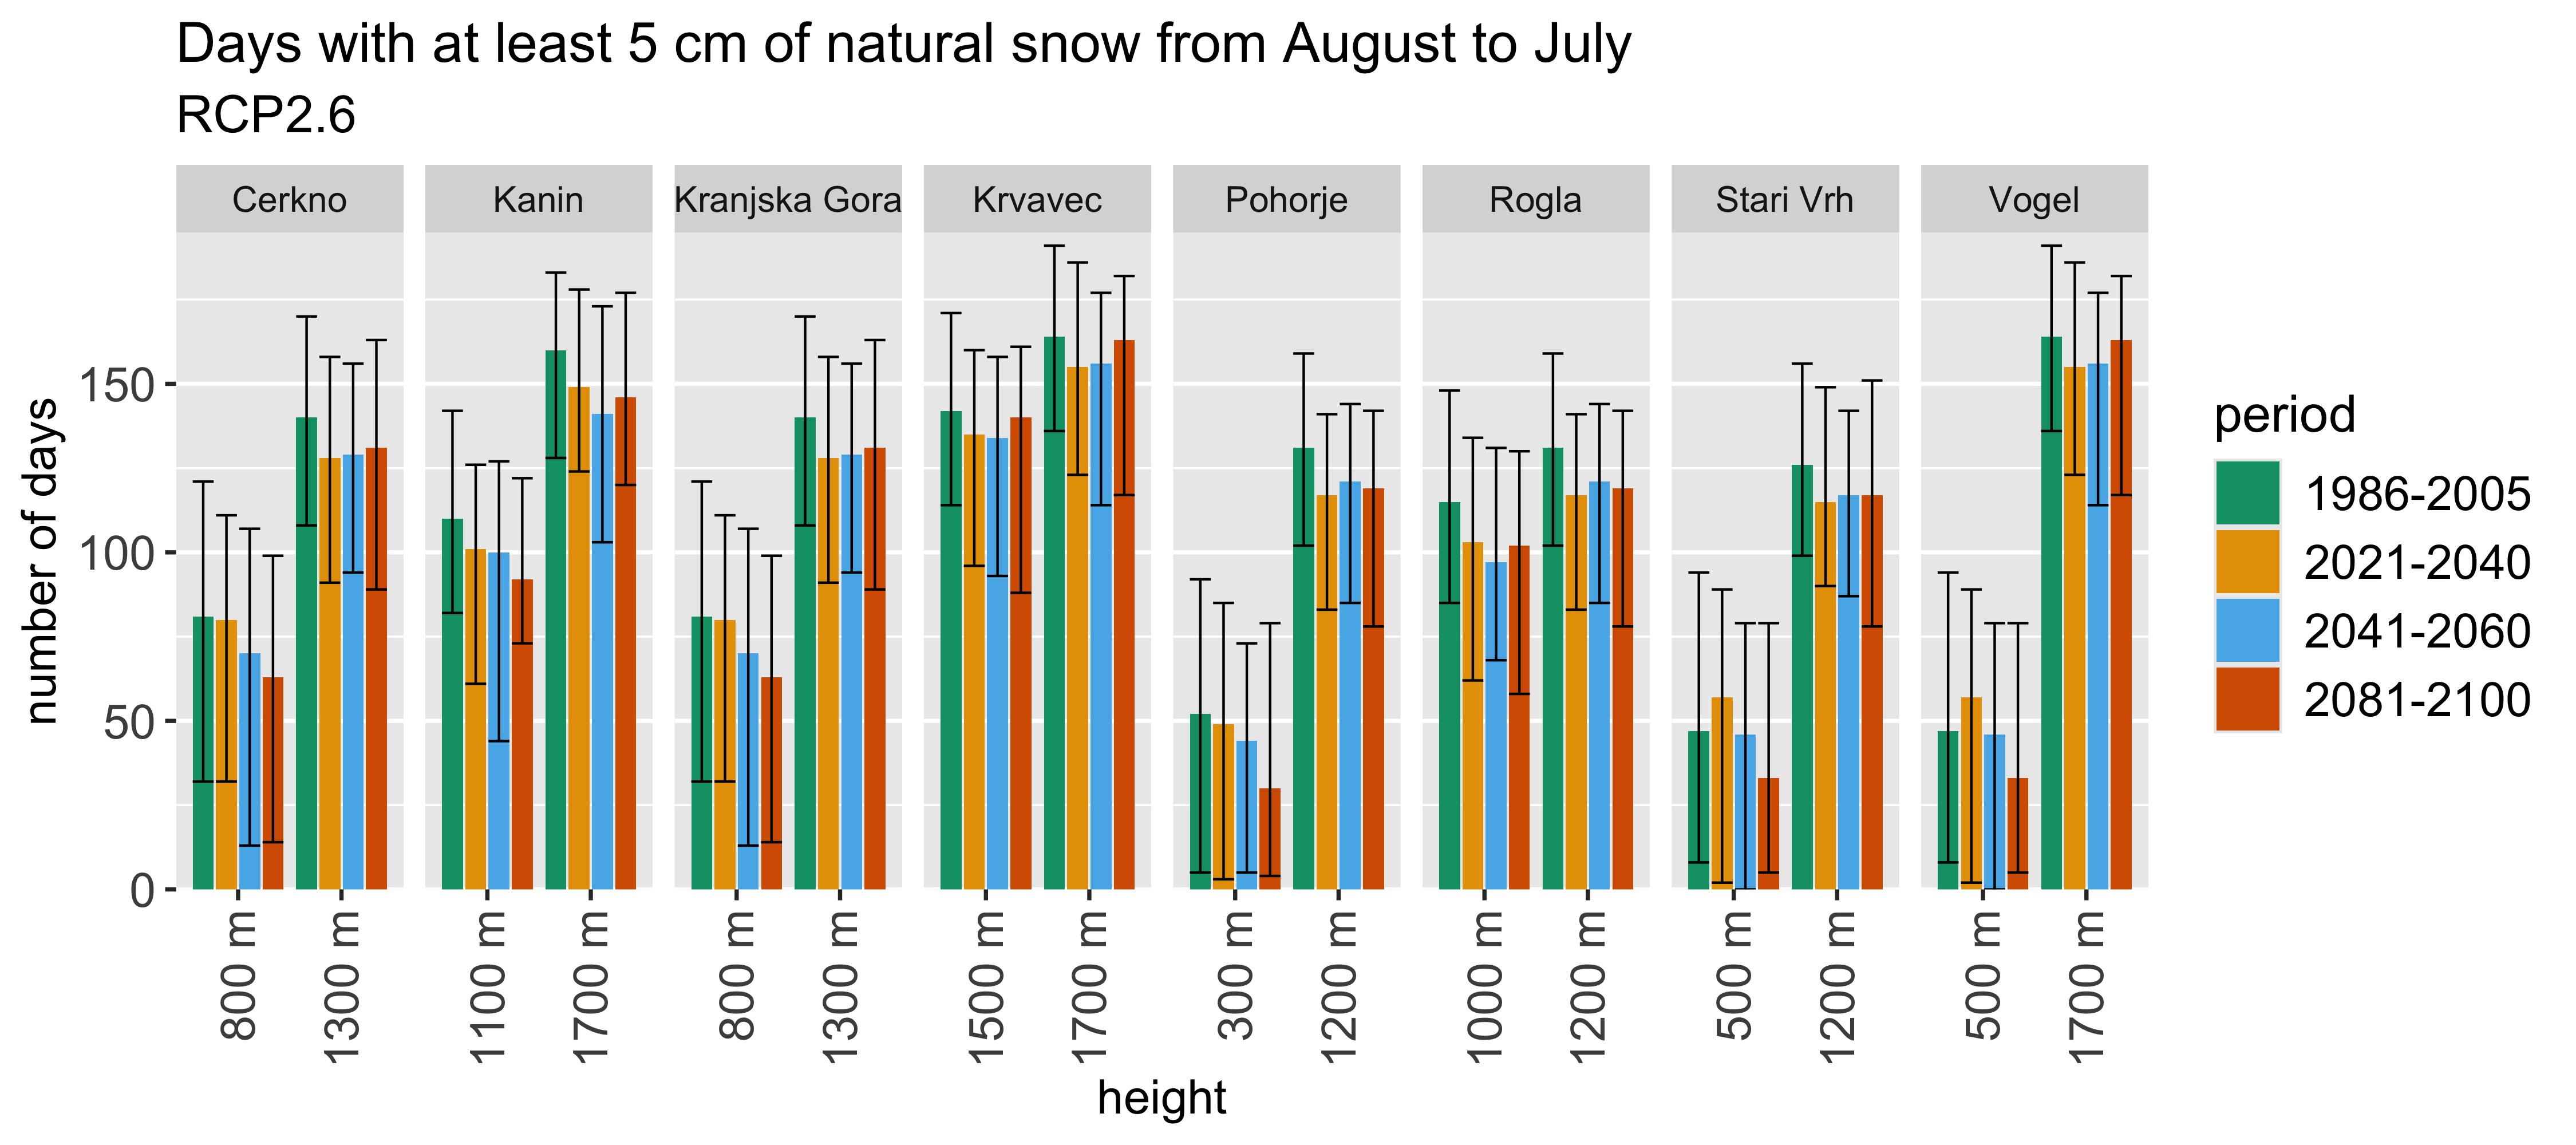 Days with at least 5 cm of natural snow from August to July
RCP2.6
Cerkno
Kanin
Kranjska Gora
Krvavec
Pohorje
Rogla
Stari Vrh
Vogel
number of days
150
100
50
0
800 m
1300 m
1100 m
1700 m
800 m
1300 m
1500 m
1700 m
300 m
1200 m
1000 m
1200 m
500 m
1200 m
500 m
1700 m
height
period
1986-2005
2021-2040
2041-2060
2081-2100